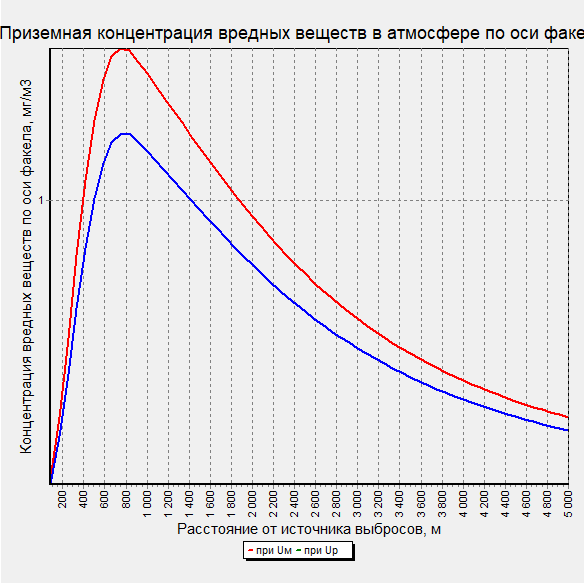 Приземная концентрация вредных веществ в атмосфере по оси факе
Концентрация вредных веществ по оси факела, мг/м3
1
200 400 600 800 1 000 1 200 1 400 1 600 1 800 2 000 2 200 2 400 2 600 2 800 3 000 3 200 3 400 3 600 3 800 4 000 4 200 4 400 4 600 4 800 5 000
Расстояние от источника выбросов, м
при Uм при Uр